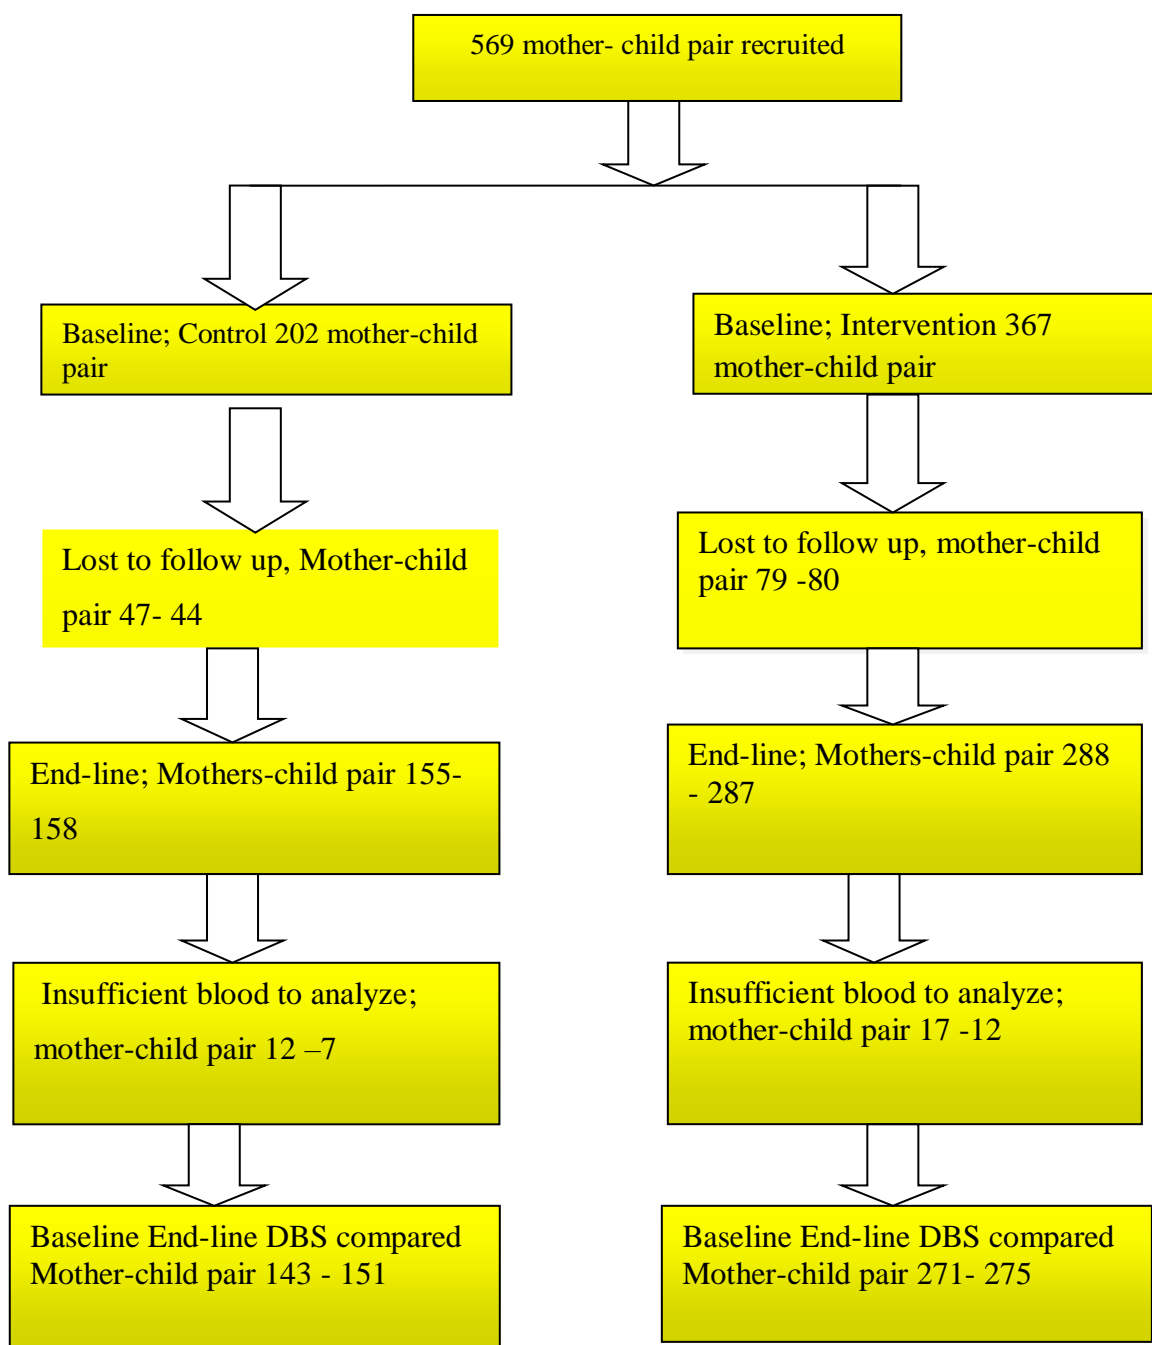 569 mother- child pair recruited
Baseline; Control 202 mother-child
pair
Baseline; Intervention 367
mother-child pair
Lost to follow up, Mother-child
pair 47- 44
Lost to follow up, mother-child
pair 79 -80
End-line; Mothers-child pair 155-
158
End-line; Mothers-child pair 288
- 287
Insufficient blood to analyze;
mother-child pair 12 –7
Insufficient blood to analyze;
mother-child pair 17 -12
Baseline End-line DBS compared
Mother-child pair 143 - 151
Baseline End-line DBS compared
Mother-child pair 271- 275